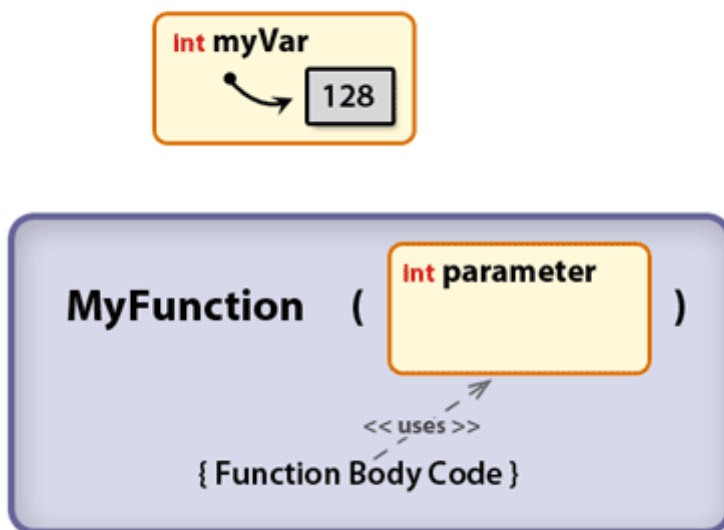 int myVar
128
int parameter
MyFunction ( )
<< uses >>
{ Function Body Code }